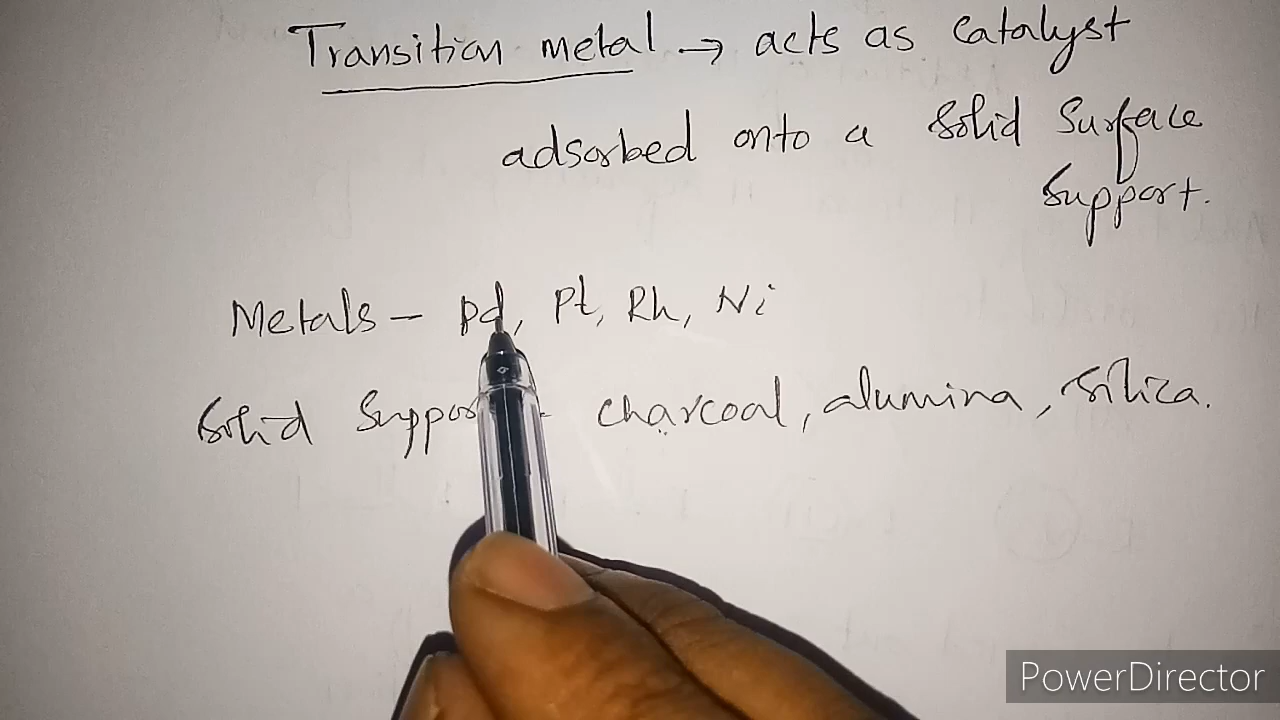 Transition metal → acts as catalyst
adsorbed onto a solid surface
support.
Metals - Pd, Pt, Rh, Ni
Solid Suppor - charcoal, alumina, silica.
PowerDirector